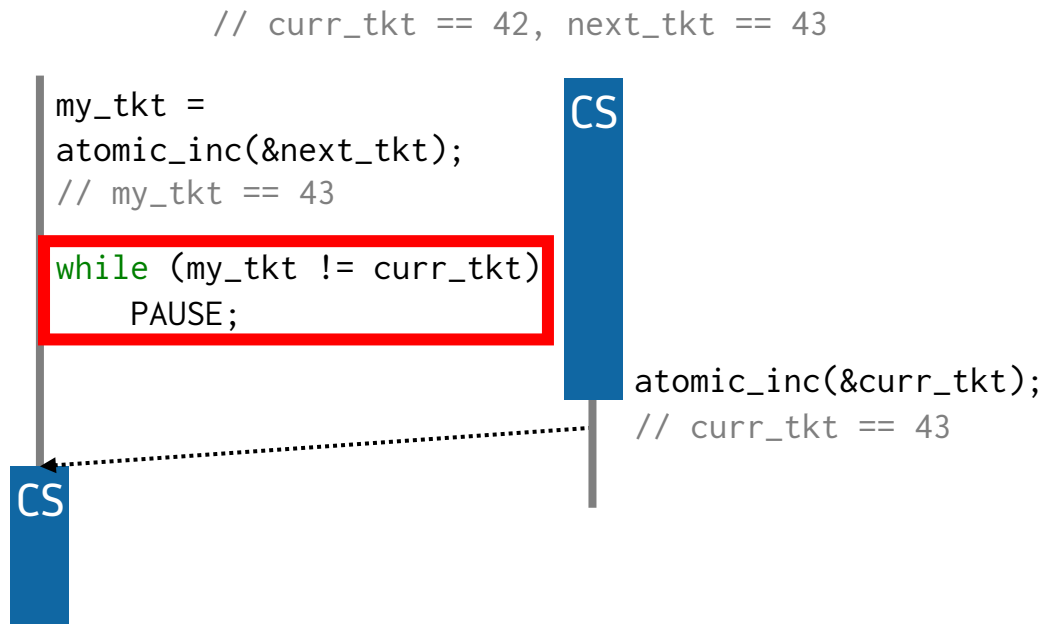 // curr_tkt == 42, next_tkt == 43
my_tkt =
atomic_inc(&next_tkt);
// my_tkt == 43
CS
while (my_tkt != curr_tkt)
    PAUSE;
atomic_inc(&curr_tkt);
// curr_tkt == 43
CS